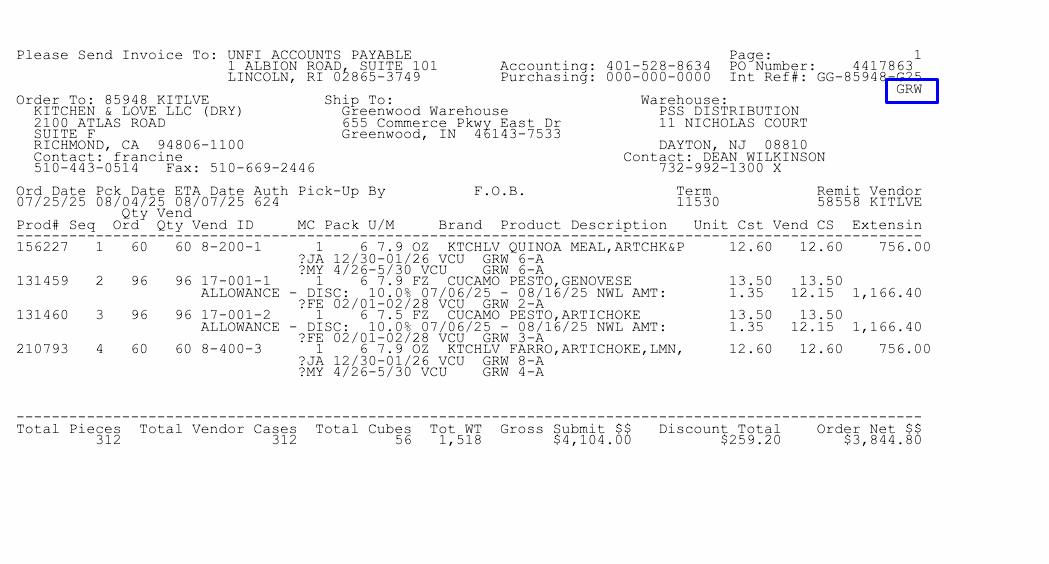 Please Send Invoice To: UNFI ACCOUNTS PAYABLE Page: 1
1 ALBION ROAD, SUITE 101 Accounting: 401-528-8634 PO Number: 4417863
LINCOLN, RI 02865-3749 Purchasing: 000-000-0000 Int Ref#: GG-85948-G25
GRW
Order To: 85948 KITLVE Ship To: Warehouse:
KITCHEN & LOVE LLC (DRY) Greenwood Warehouse PSS DISTRIBUTION
2100 ATLAS ROAD 655 Commerce Pkwy East Dr 11 NICHOLAS COURT
SUITE F Greenwood, IN 46143-7533
RICHMOND, CA 94806-1100 DAYTON, NJ 08810
Contact: francine Contact: DEAN WILKINSON
510-443-0514 Fax: 510-669-2446 732-992-1300 X
Ord Date Pck Date ETA Date Auth Pick-Up By F.O.B. Term Remit Vendor
07/25/25 08/04/25 08/07/25 624 11530 58558 KITLVE
Qty Vend
Prod# Seq Ord Qty Vend ID MC Pack U/M Brand Product Description Unit Cst Vend CS Extensin
156227 1 60 60 8-200-1 1 6 7.9 OZ KTCHLV QUINOA MEAL,ARTCHK&P 12.60 12.60 756.00
?JA 12/30-01/26 VCU GRW 6-A
?MY 4/26-5/30 VCU GRW 6-A
131459 2 96 96 17-001-1 1 6 7.9 FZ CUCAMO PESTO,GENOVESE 13.50 13.50
ALLOWANCE - DISC: 10.0% 07/06/25 - 08/16/25 NWL AMT: 1.35 12.15 1,166.40
?FE 02/01-02/28 VCU GRW 2-A
131460 3 96 96 17-001-2 1 6 7.5 FZ CUCAMO PESTO,ARTICHOKE 13.50 13.50
ALLOWANCE - DISC: 10.0% 07/06/25 - 08/16/25 NWL AMT: 1.35 12.15 1,166.40
?FE 02/01-02/28 VCU GRW 3-A
210793 4 60 60 8-400-3 1 6 7.9 OZ KTCHLV FARRO,ARTICHOKE,LMN, 12.60 12.60 756.00
?JA 12/30-01/26 VCU GRW 8-A
?MY 4/26-5/30 VCU GRW 4-A
Total Pieces Total Vendor Cases Total Cubes Tot WT Gross Submit $$ Discount Total Order Net $$
312 312 56 1,518 $4,104.00 $259.20 $3,844.80